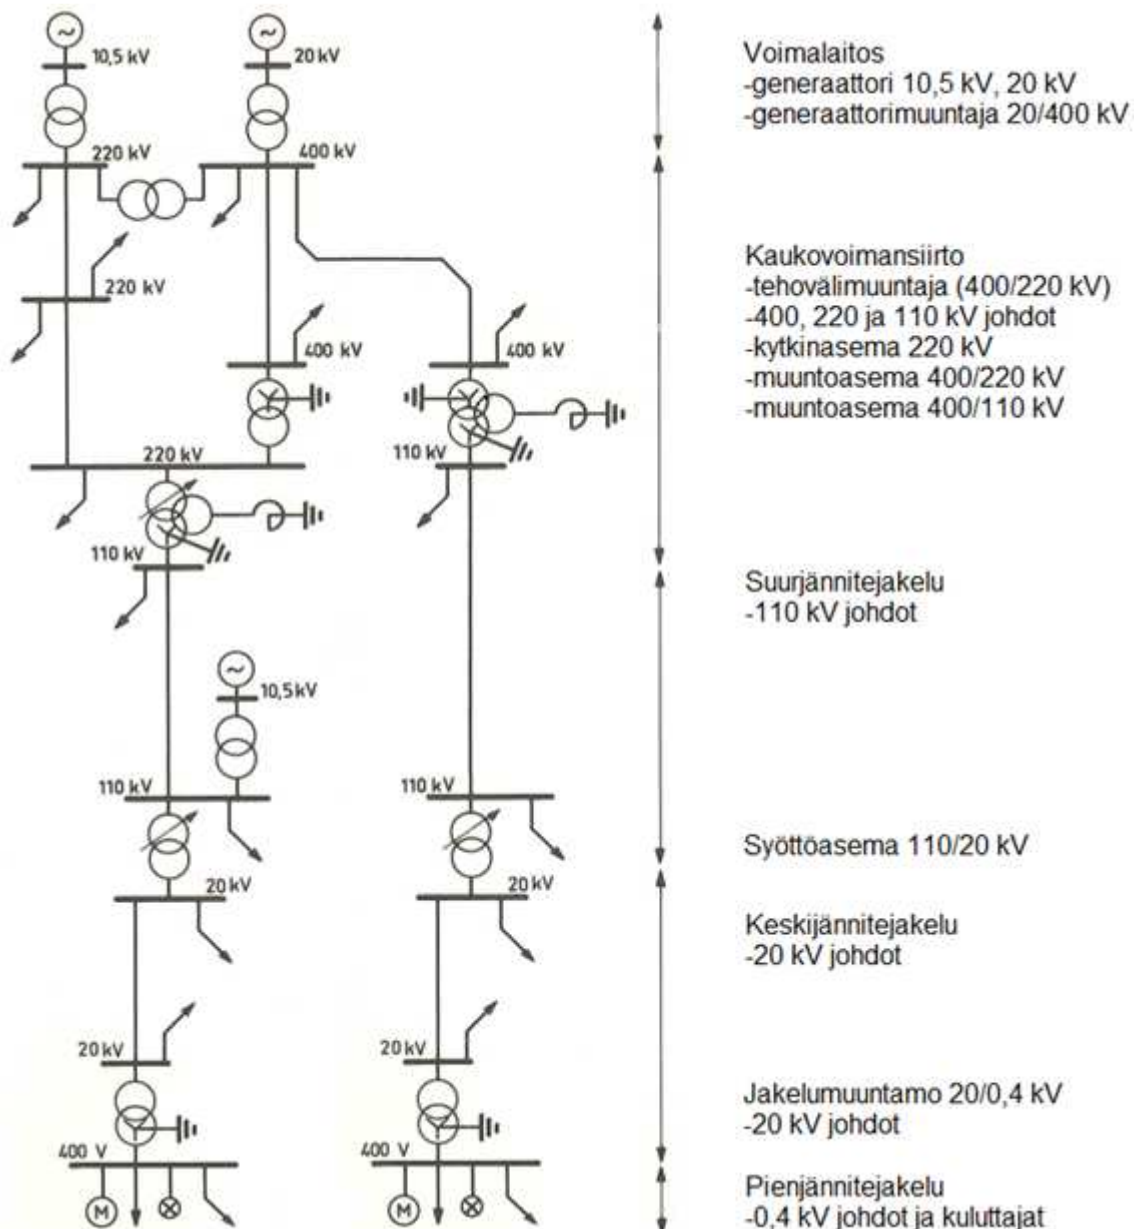 10,5 kV
20 kV
220 kV
400 kV
220 kV
400 kV
400 kV
220 kV
110 kV
110 kV
10,5 kV
110 kV
110 kV
20 kV
20 kV
20 kV
20 kV
400 V
400 V
M
M
Voimalaitos
-generaattori 10,5 kV, 20 kV
-generaattorimuuntaja 20/400 kV
Kaukovoimansiirto
-tehovälimuuntaja (400/220 kV)
-400, 220 ja 110 kV johdot
-kytkinasema 220 kV
-muuntoasema 400/220 kV
-muuntoasema 400/110 kV
Suurjännitejakelu
-110 kV johdot
Syöttöasema 110/20 kV
Keskijännitejakelu
-20 kV johdot
Jakelumuuntamo 20/0,4 kV
-20 kV johdot
Pienjännitejakelu
-0,4 kV johdot ja kuluttajat